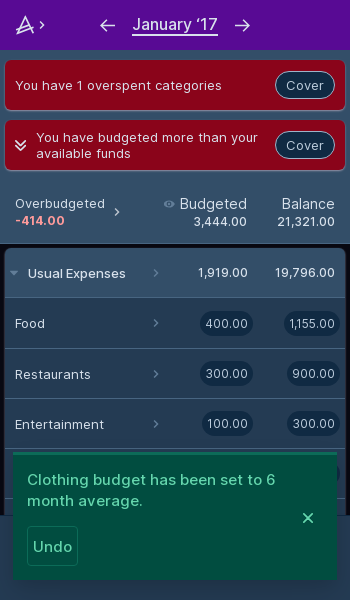 January ‘17
You have 1 overspent categories
Cover
You have budgeted more than your
available funds
Cover
Overbudgeted
-414.00
Budgeted
3,444.00
Balance
21,321.00
Usual Expenses
1,919.00
19,796.00
Food
400.00
1,155.00
Restaurants
300.00
900.00
Entertainment
100.00
300.00
Clothing budget has been set to 6
month average.
Undo